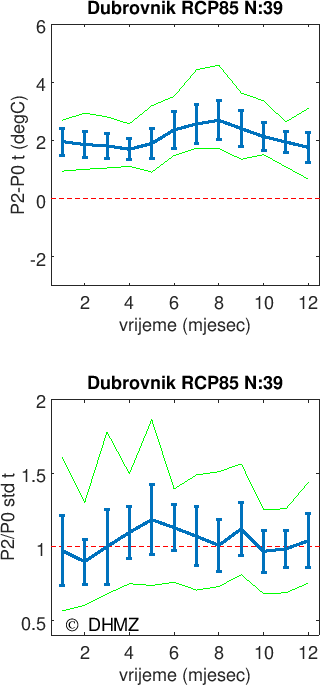 Dubrovnik RCP85 N:39
6
4
2
0
-2
P2-P0 t (degC)
2 4 6 8 10 12
vrijeme (mjesec)
Dubrovnik RCP85 N:39
2
1.5
1
0.5
P2/P0 std t
© DHMZ
2 4 6 8 10 12
vrijeme (mjesec)